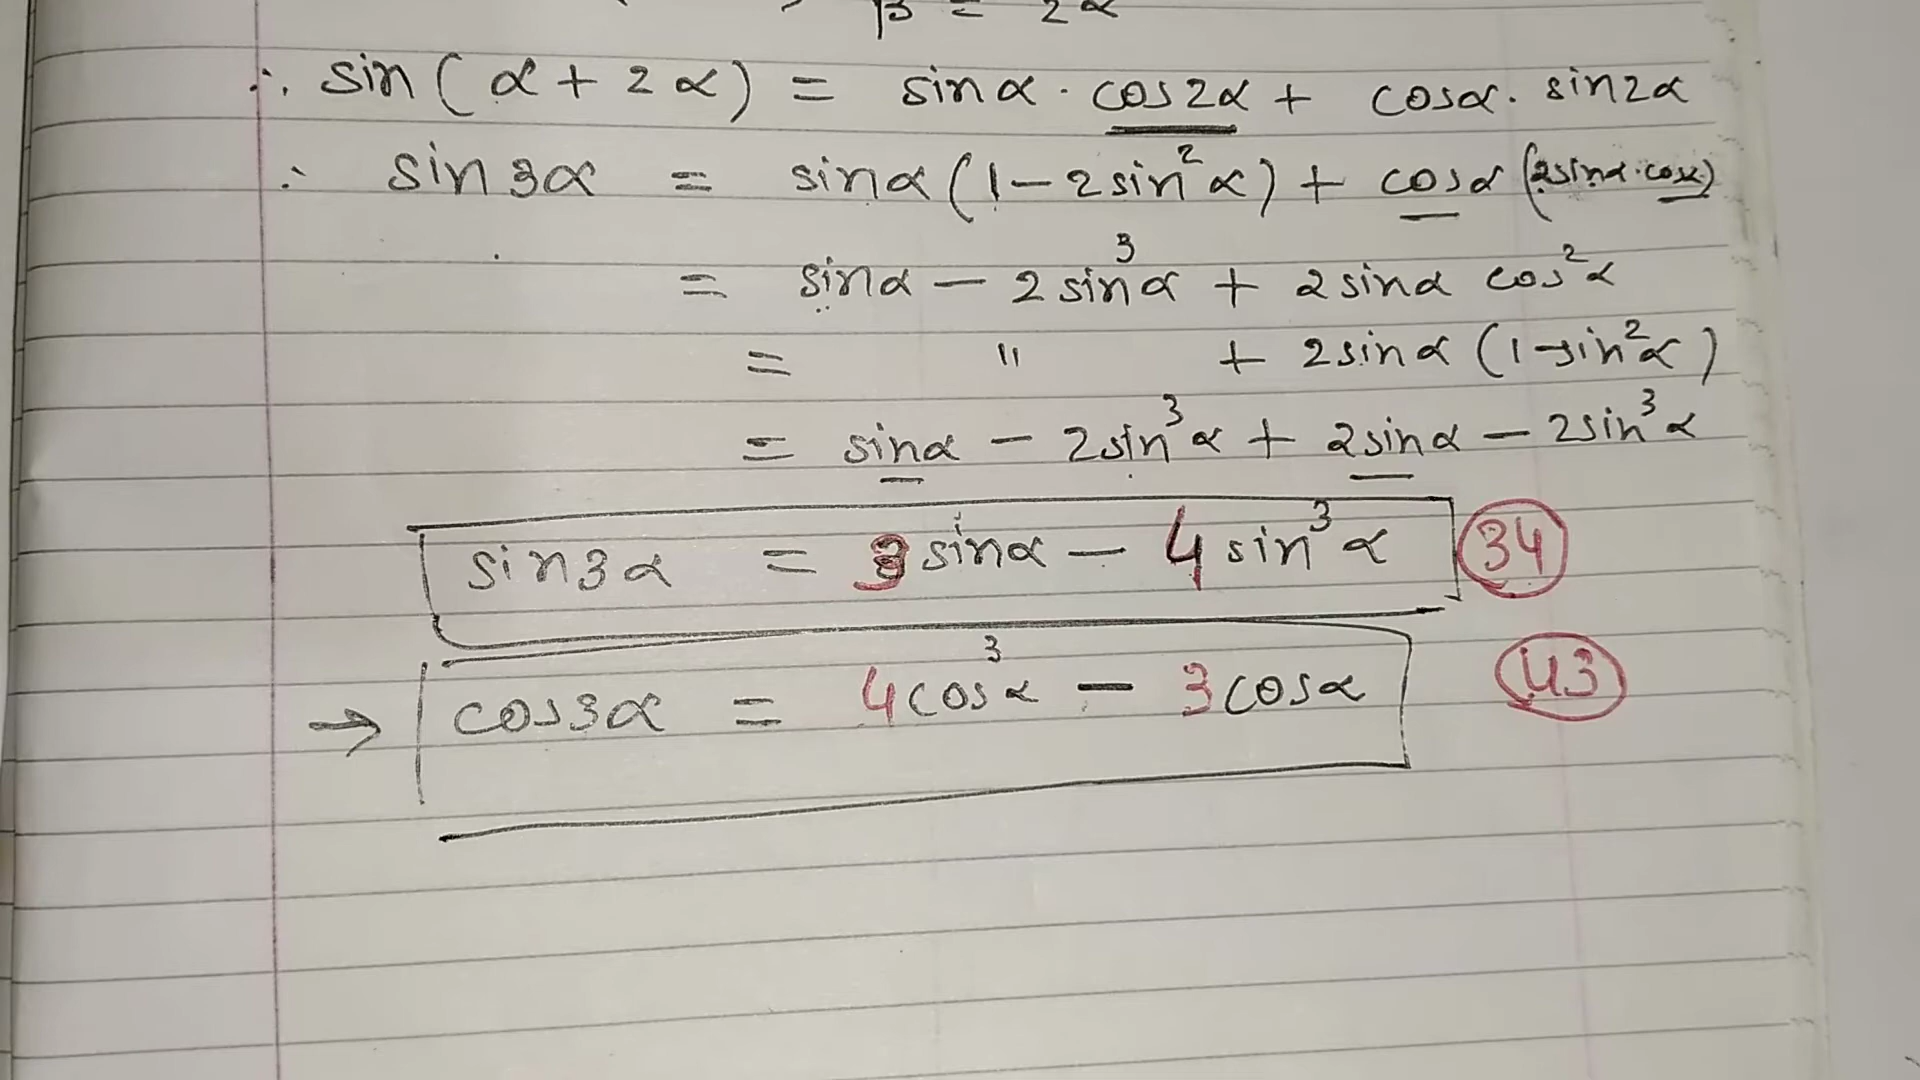 β = 2α
∴ sin(α + 2α) = sinα · cos2α + cosα · sin2α
∴ sin3α = sinα(1 − 2sin²α) + cosα(2sinα·cosα)
= sinα − 2sin³α + 2sinα cos²α
= " + 2sinα(1−sin²α)
= sinα − 2sin³α + 2sinα − 2sin³α
sin3α = 3sinα − 4sin³α 34
→ cos3α = 4cos³α − 3cosα 43